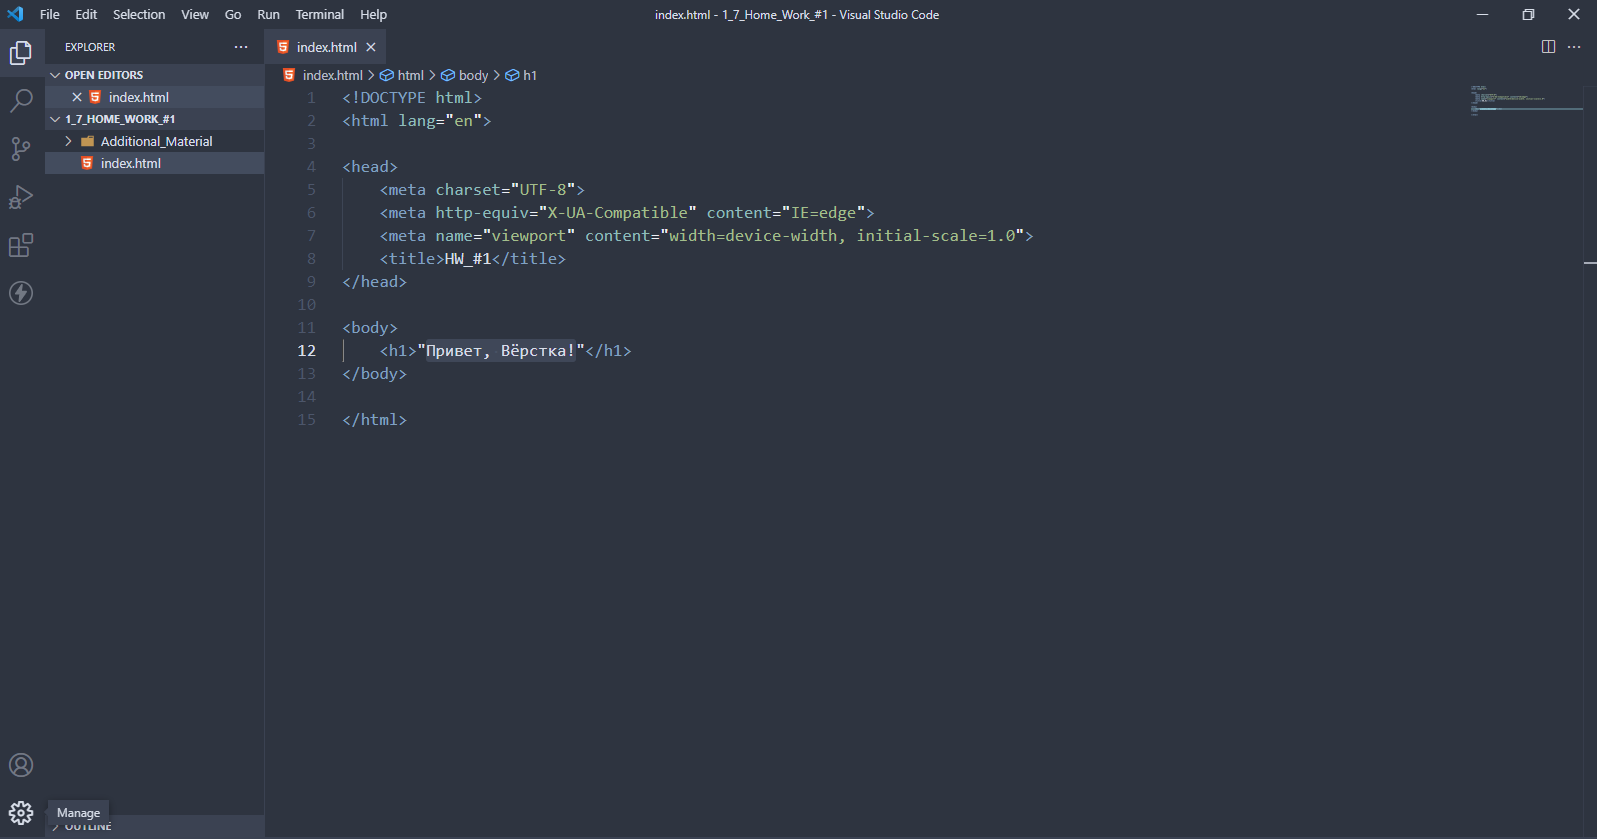 File Edit Selection View Go Run Terminal Help
index.html - 1_7_Home_Work_#1 - Visual Studio Code
EXPLORER
OPEN EDITORS
index.html
1_7_HOME_WORK_#1
Additional_Material
index.html
Manage
OUTLINE
index.html
index.html > html > body > h1
1 <!DOCTYPE html>
2 <html lang="en">
3
4 <head>
5     <meta charset="UTF-8">
6     <meta http-equiv="X-UA-Compatible" content="IE=edge">
7     <meta name="viewport" content="width=device-width, initial-scale=1.0">
8     <title>HW_#1</title>
9 </head>
10
11 <body>
12     <h1>"Привет, Вёрстка!"</h1>
13 </body>
14
15 </html>